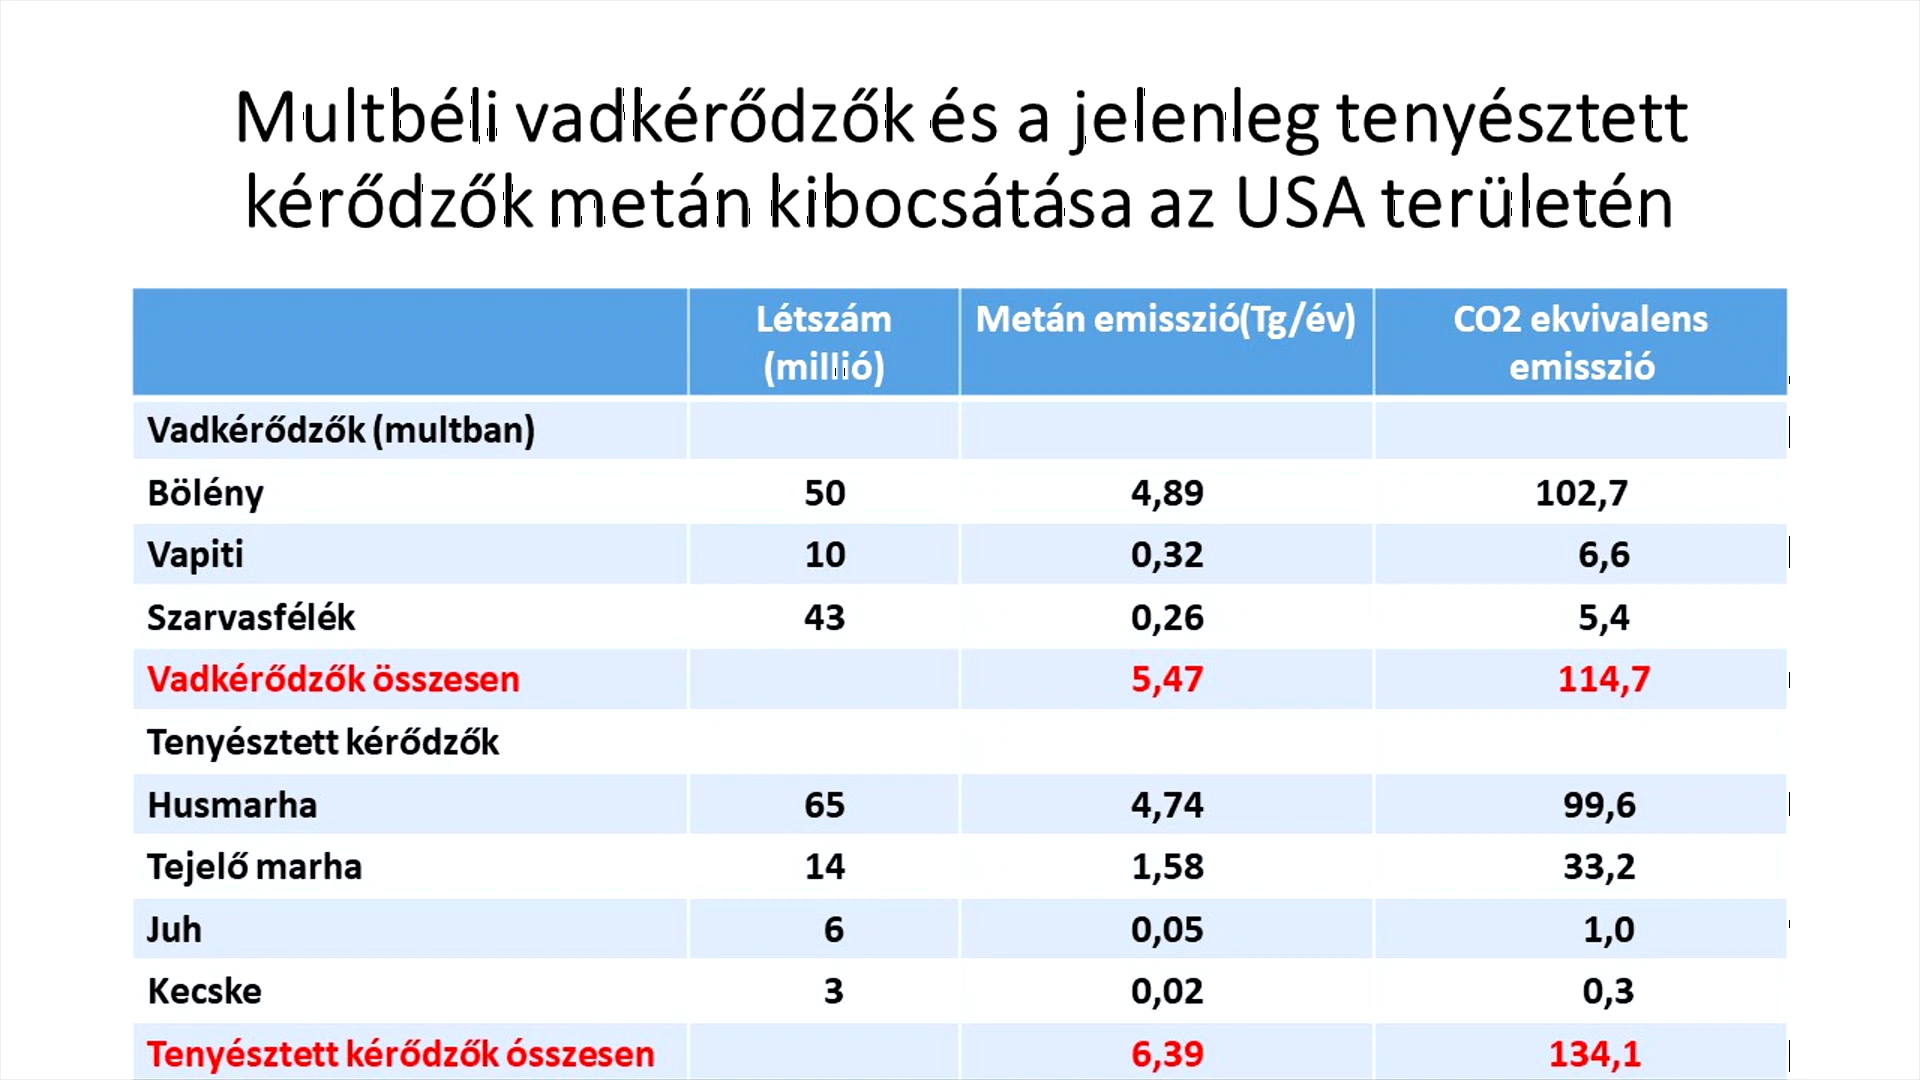 Multbéli vadkérődzők és a jelenleg tenyésztett
kérődzők metán kibocsátása az USA területén
Létszám (millió) Metán emisszió(Tg/év) CO2 ekvivalens emisszió
Vadkérődzők (multban)
Bölény 50 4,89 102,7
Vapiti 10 0,32 6,6
Szarvasfélék 43 0,26 5,4
Vadkérődzők összesen 5,47 114,7
Tenyésztett kérődzők
Husmarha 65 4,74 99,6
Tejelő marha 14 1,58 33,2
Juh 6 0,05 1,0
Kecske 3 0,02 0,3
Tenyésztett kérődzők ósszesen 6,39 134,1